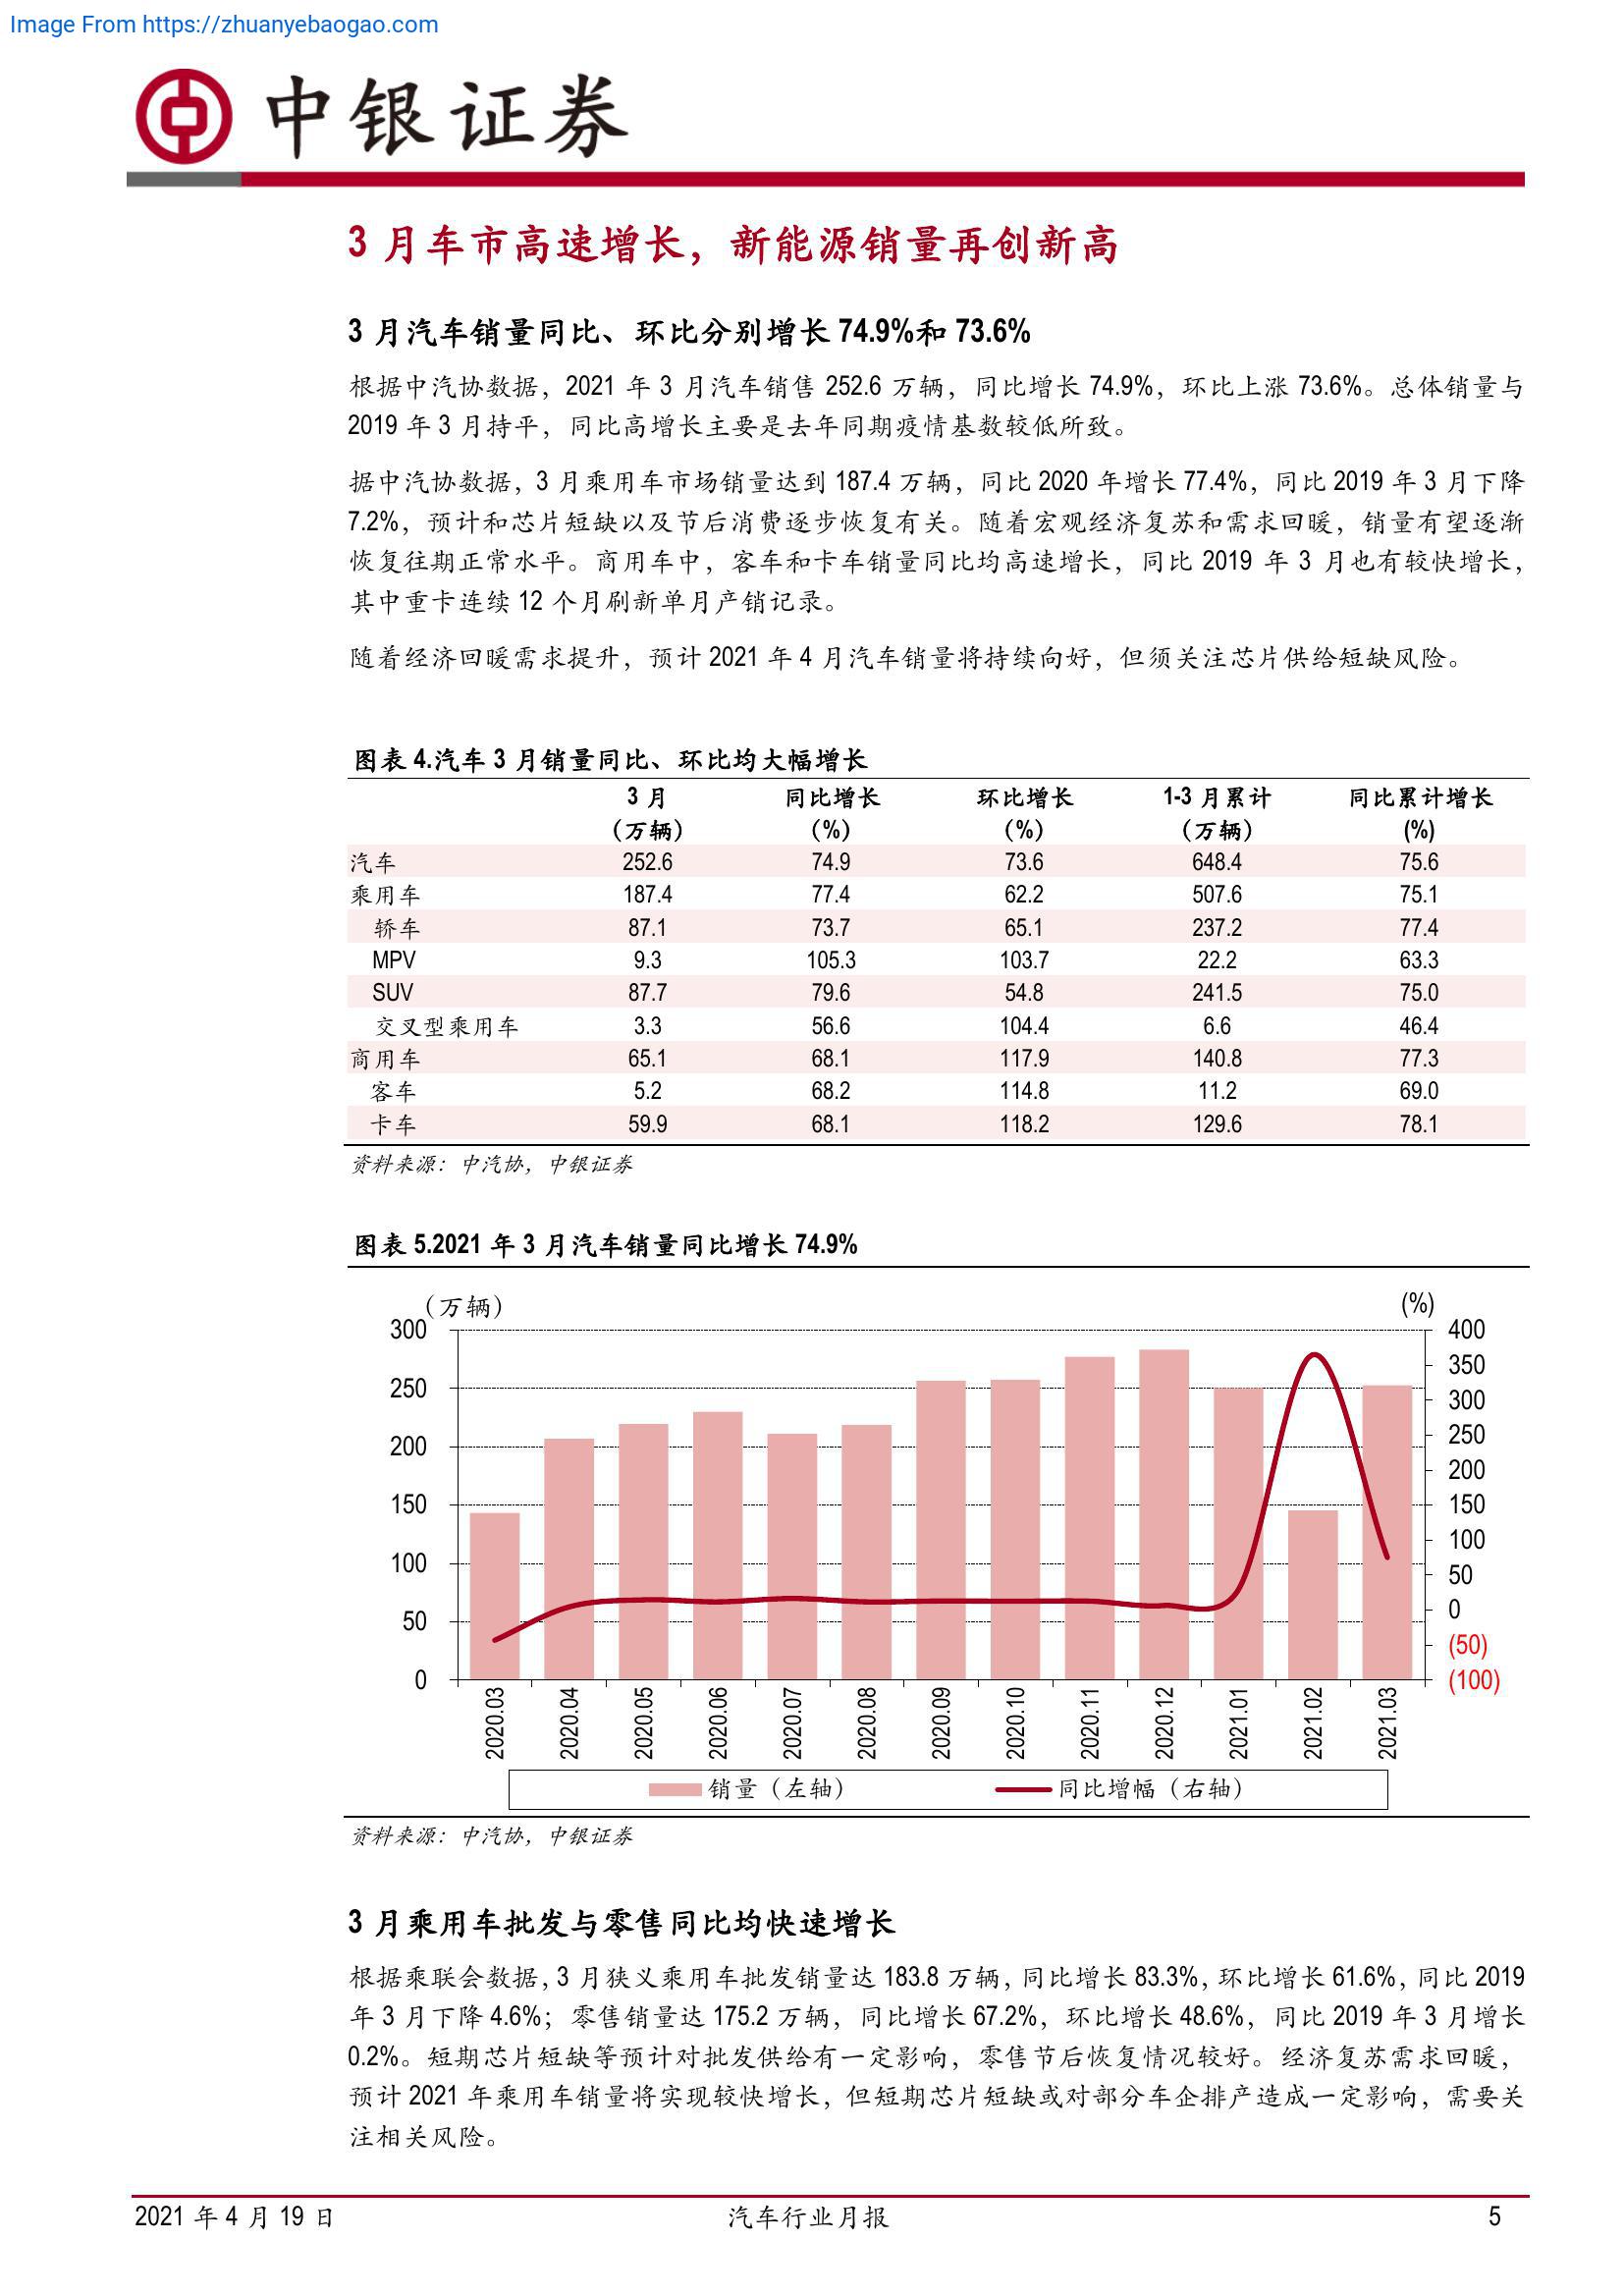 Image From https://zhuanyebaogao.com
中银证券
3 月车市高速增长，新能源销量再创新高
3 月汽车销量同比、环比分别增长 74.9%和 73.6%
根据中汽协数据，2021 年 3 月汽车销售 252.6 万辆，同比增长 74.9%，环比上涨 73.6%。总体销量与
2019 年 3 月持平，同比高增长主要是去年同期疫情基数较低所致。
据中汽协数据，3 月乘用车市场销量达到 187.4 万辆，同比 2020 年增长 77.4%，同比 2019 年 3 月下降
7.2%，预计和芯片短缺以及节后消费逐步恢复有关。随着宏观经济复苏和需求回暖，销量有望逐渐
恢复往期正常水平。商用车中，客车和卡车销量同比均高速增长，同比 2019 年 3 月也有较快增长，
其中重卡连续 12 个月刷新单月产销记录。
随着经济回暖需求提升，预计 2021 年 4 月汽车销量将持续向好，但须关注芯片供给短缺风险。
图表 4.汽车 3 月销量同比、环比均大幅增长
3 月 同比增长 环比增长 1-3 月累计 同比累计增长
（万辆） （%） （%） （万辆） (%)
汽车 252.6 74.9 73.6 648.4 75.6
乘用车 187.4 77.4 62.2 507.6 75.1
轿车 87.1 73.7 65.1 237.2 77.4
MPV 9.3 105.3 103.7 22.2 63.3
SUV 87.7 79.6 54.8 241.5 75.0
交叉型乘用车 3.3 56.6 104.4 6.6 46.4
商用车 65.1 68.1 117.9 140.8 77.3
客车 5.2 68.2 114.8 11.2 69.0
卡车 59.9 68.1 118.2 129.6 78.1
资料来源：中汽协，中银证券
图表 5.2021 年 3 月汽车销量同比增长 74.9%
（万辆） (%)
300 400
350
250 300
250
200 200
150 150
100 100
50
50 0
(50)
0 (100)
2020.03 2020.04 2020.05 2020.06 2020.07 2020.08 2020.09 2020.10 2020.11 2020.12 2021.01 2021.02 2021.03
销量（左轴） 同比增幅（右轴）
资料来源：中汽协，中银证券
3 月乘用车批发与零售同比均快速增长
根据乘联会数据，3 月狭义乘用车批发销量达 183.8 万辆，同比增长 83.3%，环比增长 61.6%，同比 2019
年 3 月下降 4.6%；零售销量达 175.2 万辆，同比增长 67.2%，环比增长 48.6%，同比 2019 年 3 月增长
0.2%。短期芯片短缺等预计对批发供给有一定影响，零售节后恢复情况较好。经济复苏需求回暖，
预计 2021 年乘用车销量将实现较快增长，但短期芯片短缺或对部分车企排产造成一定影响，需要关
注相关风险。
2021 年 4 月 19 日 汽车行业月报 5